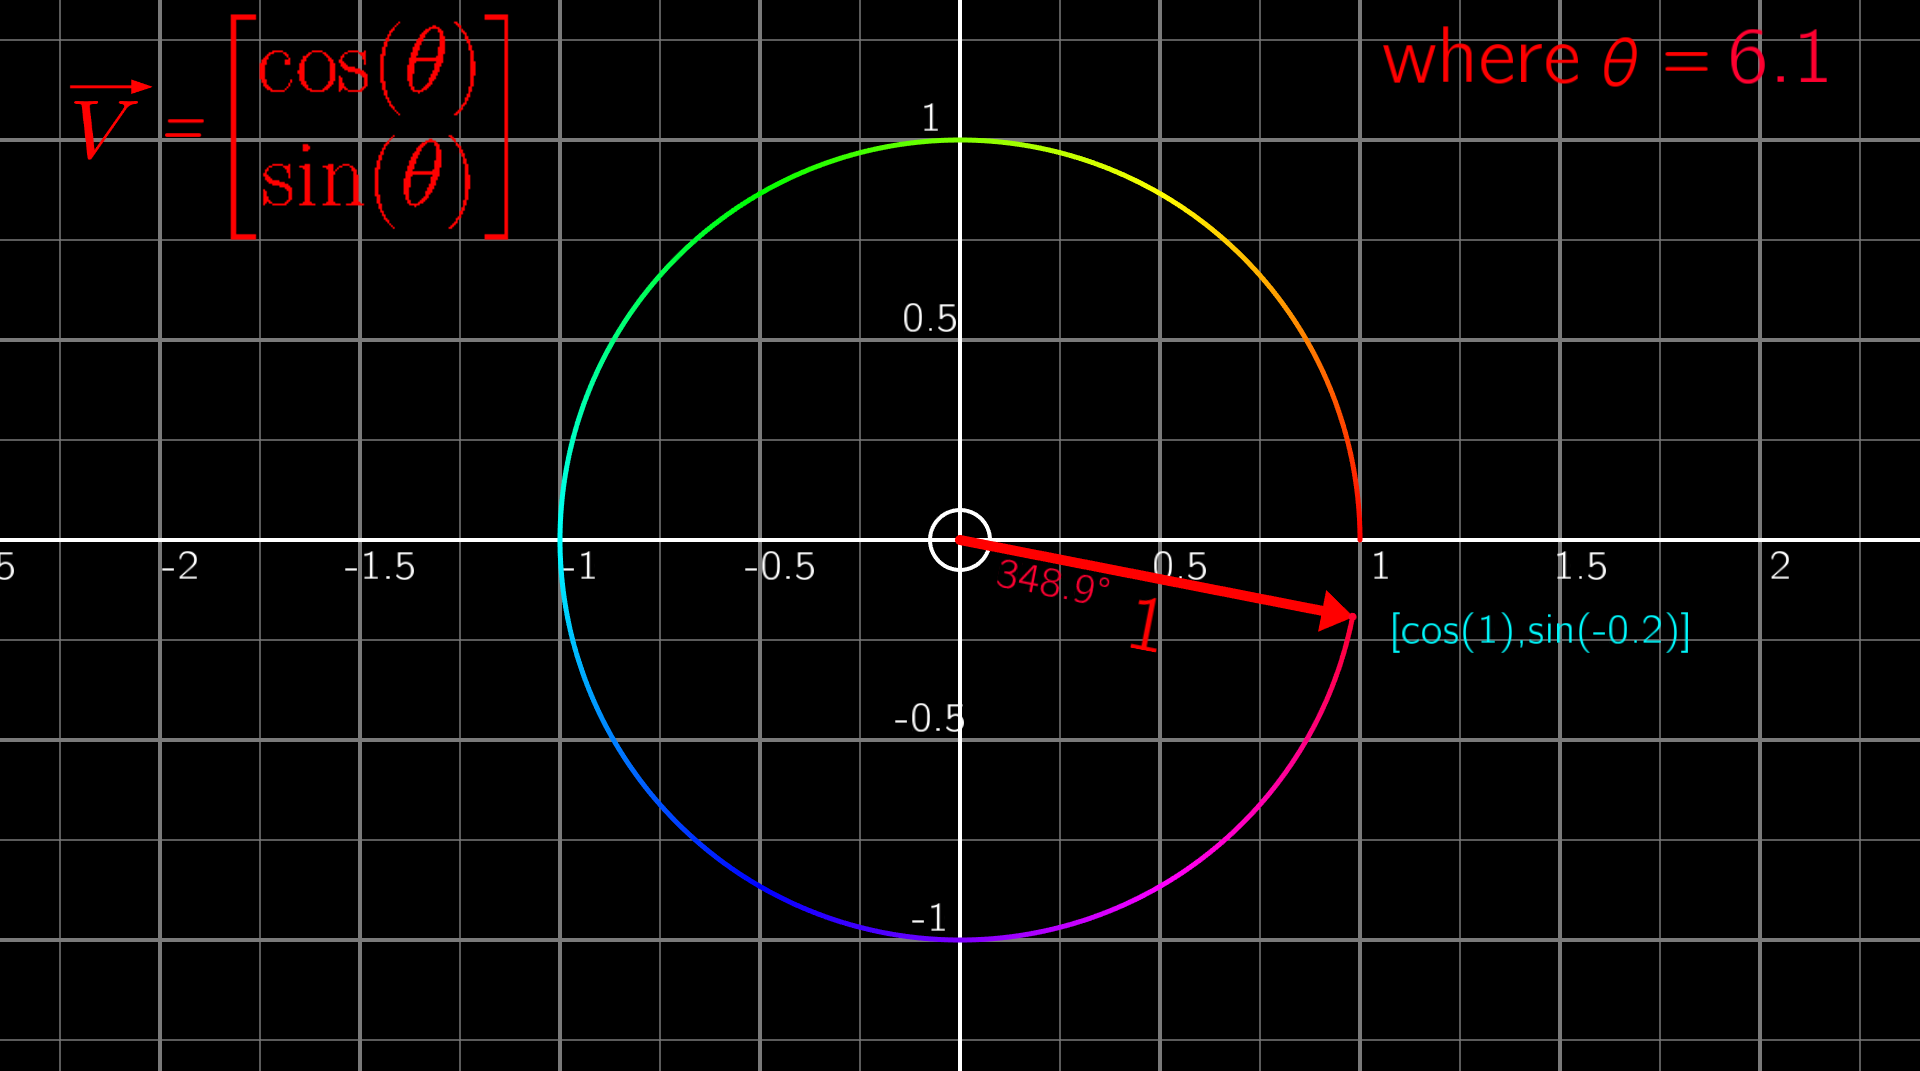 V = [cos(θ)
sin(θ)]
where θ = 6.1
1
0.5
5 -2 -1.5 -1 -0.5 0.5 1 1.5 2
348.9°
1
[cos(1),sin(-0.2)]
-0.5
-1